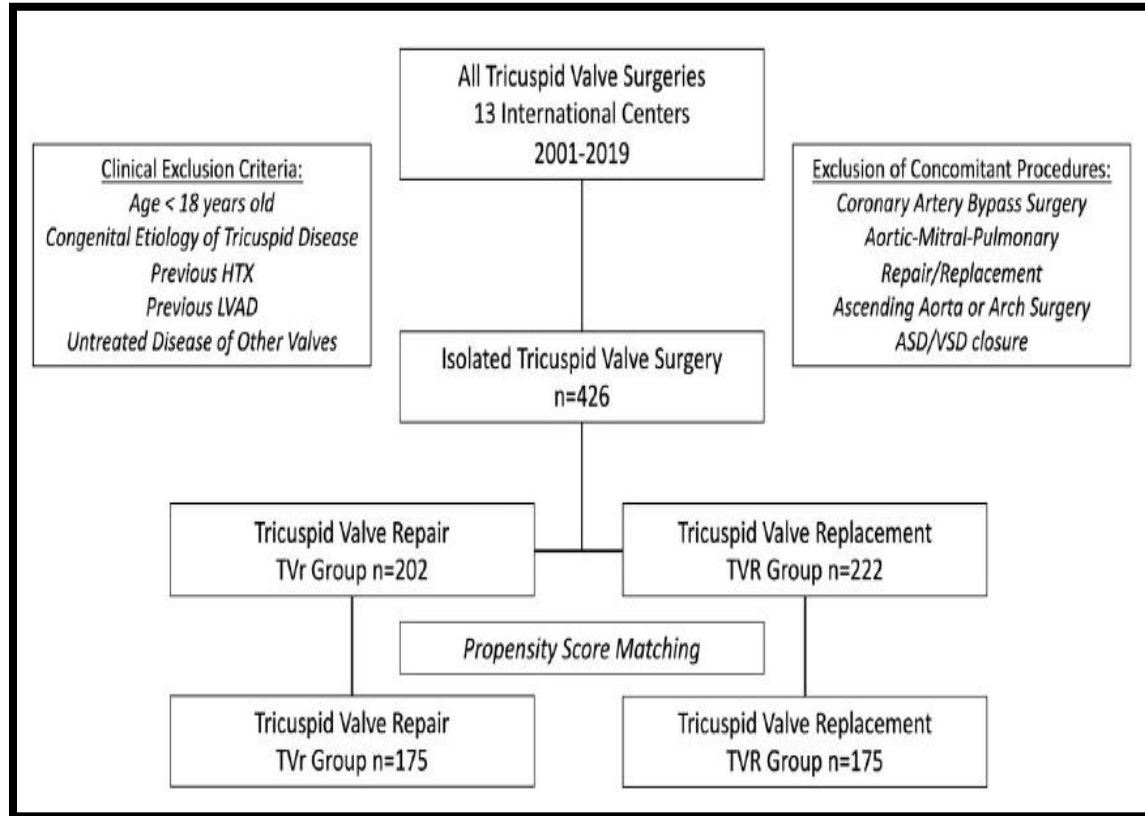 All Tricuspid Valve Surgeries
13 International Centers
2001-2019
Clinical Exclusion Criteria:
Age < 18 years old
Congenital Etiology of Tricuspid Disease
Previous HTX
Previous LVAD
Untreated Disease of Other Valves
Exclusion of Concomitant Procedures:
Coronary Artery Bypass Surgery
Aortic-Mitral-Pulmonary
Repair/Replacement
Ascending Aorta or Arch Surgery
ASD/VSD closure
Isolated Tricuspid Valve Surgery
n=426
Tricuspid Valve Repair
TVr Group n=202
Tricuspid Valve Replacement
TVR Group n=222
Propensity Score Matching
Tricuspid Valve Repair
TVr Group n=175
Tricuspid Valve Replacement
TVR Group n=175